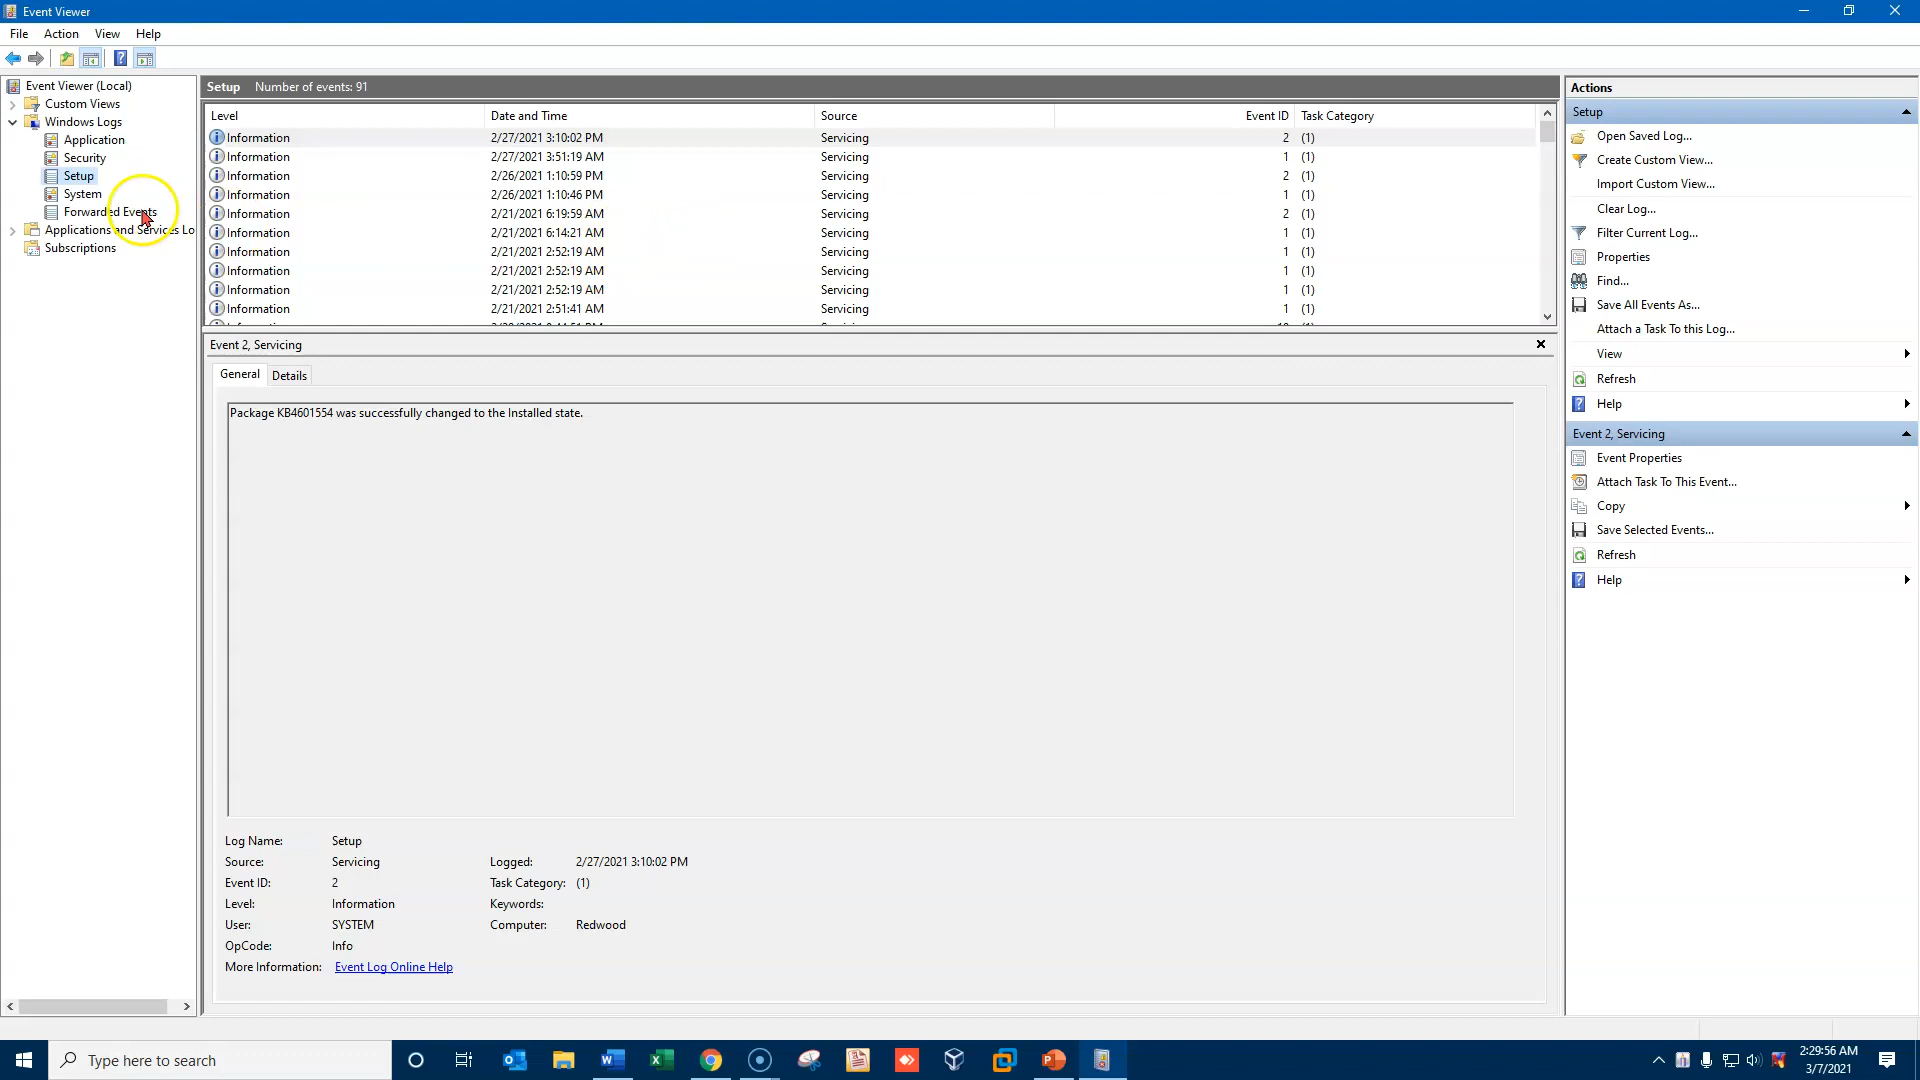 Event Viewer
File Action View Help
Event Viewer (Local)
Custom Views
Windows Logs
Application
Security
Setup
System
Forwarded Events
Applications and Services Lo
Subscriptions
Setup Number of events: 91
Level Date and Time Source Event ID Task Category
Information 2/27/2021 3:10:02 PM Servicing 2 (1)
Information 2/27/2021 3:51:19 AM Servicing 1 (1)
Information 2/26/2021 1:10:59 PM Servicing 2 (1)
Information 2/26/2021 1:10:46 PM Servicing 1 (1)
Information 2/21/2021 6:19:59 AM Servicing 2 (1)
Information 2/21/2021 6:14:21 AM Servicing 1 (1)
Information 2/21/2021 2:52:19 AM Servicing 1 (1)
Information 2/21/2021 2:52:19 AM Servicing 1 (1)
Information 2/21/2021 2:52:19 AM Servicing 1 (1)
Information 2/21/2021 2:51:41 AM Servicing 1 (1)
Event 2, Servicing
General Details
Package KB4601554 was successfully changed to the Installed state.
Log Name: Setup
Source: Servicing Logged: 2/27/2021 3:10:02 PM
Event ID: 2 Task Category: (1)
Level: Information Keywords:
User: SYSTEM Computer: Redwood
OpCode: Info
More Information: Event Log Online Help
Actions
Setup
Open Saved Log...
Create Custom View...
Import Custom View...
Clear Log...
Filter Current Log...
Properties
Find...
Save All Events As...
Attach a Task To this Log...
View
Refresh
Help
Event 2, Servicing
Event Properties
Attach Task To This Event...
Copy
Save Selected Events...
Refresh
Help
Type here to search
2:29:56 AM
3/7/2021